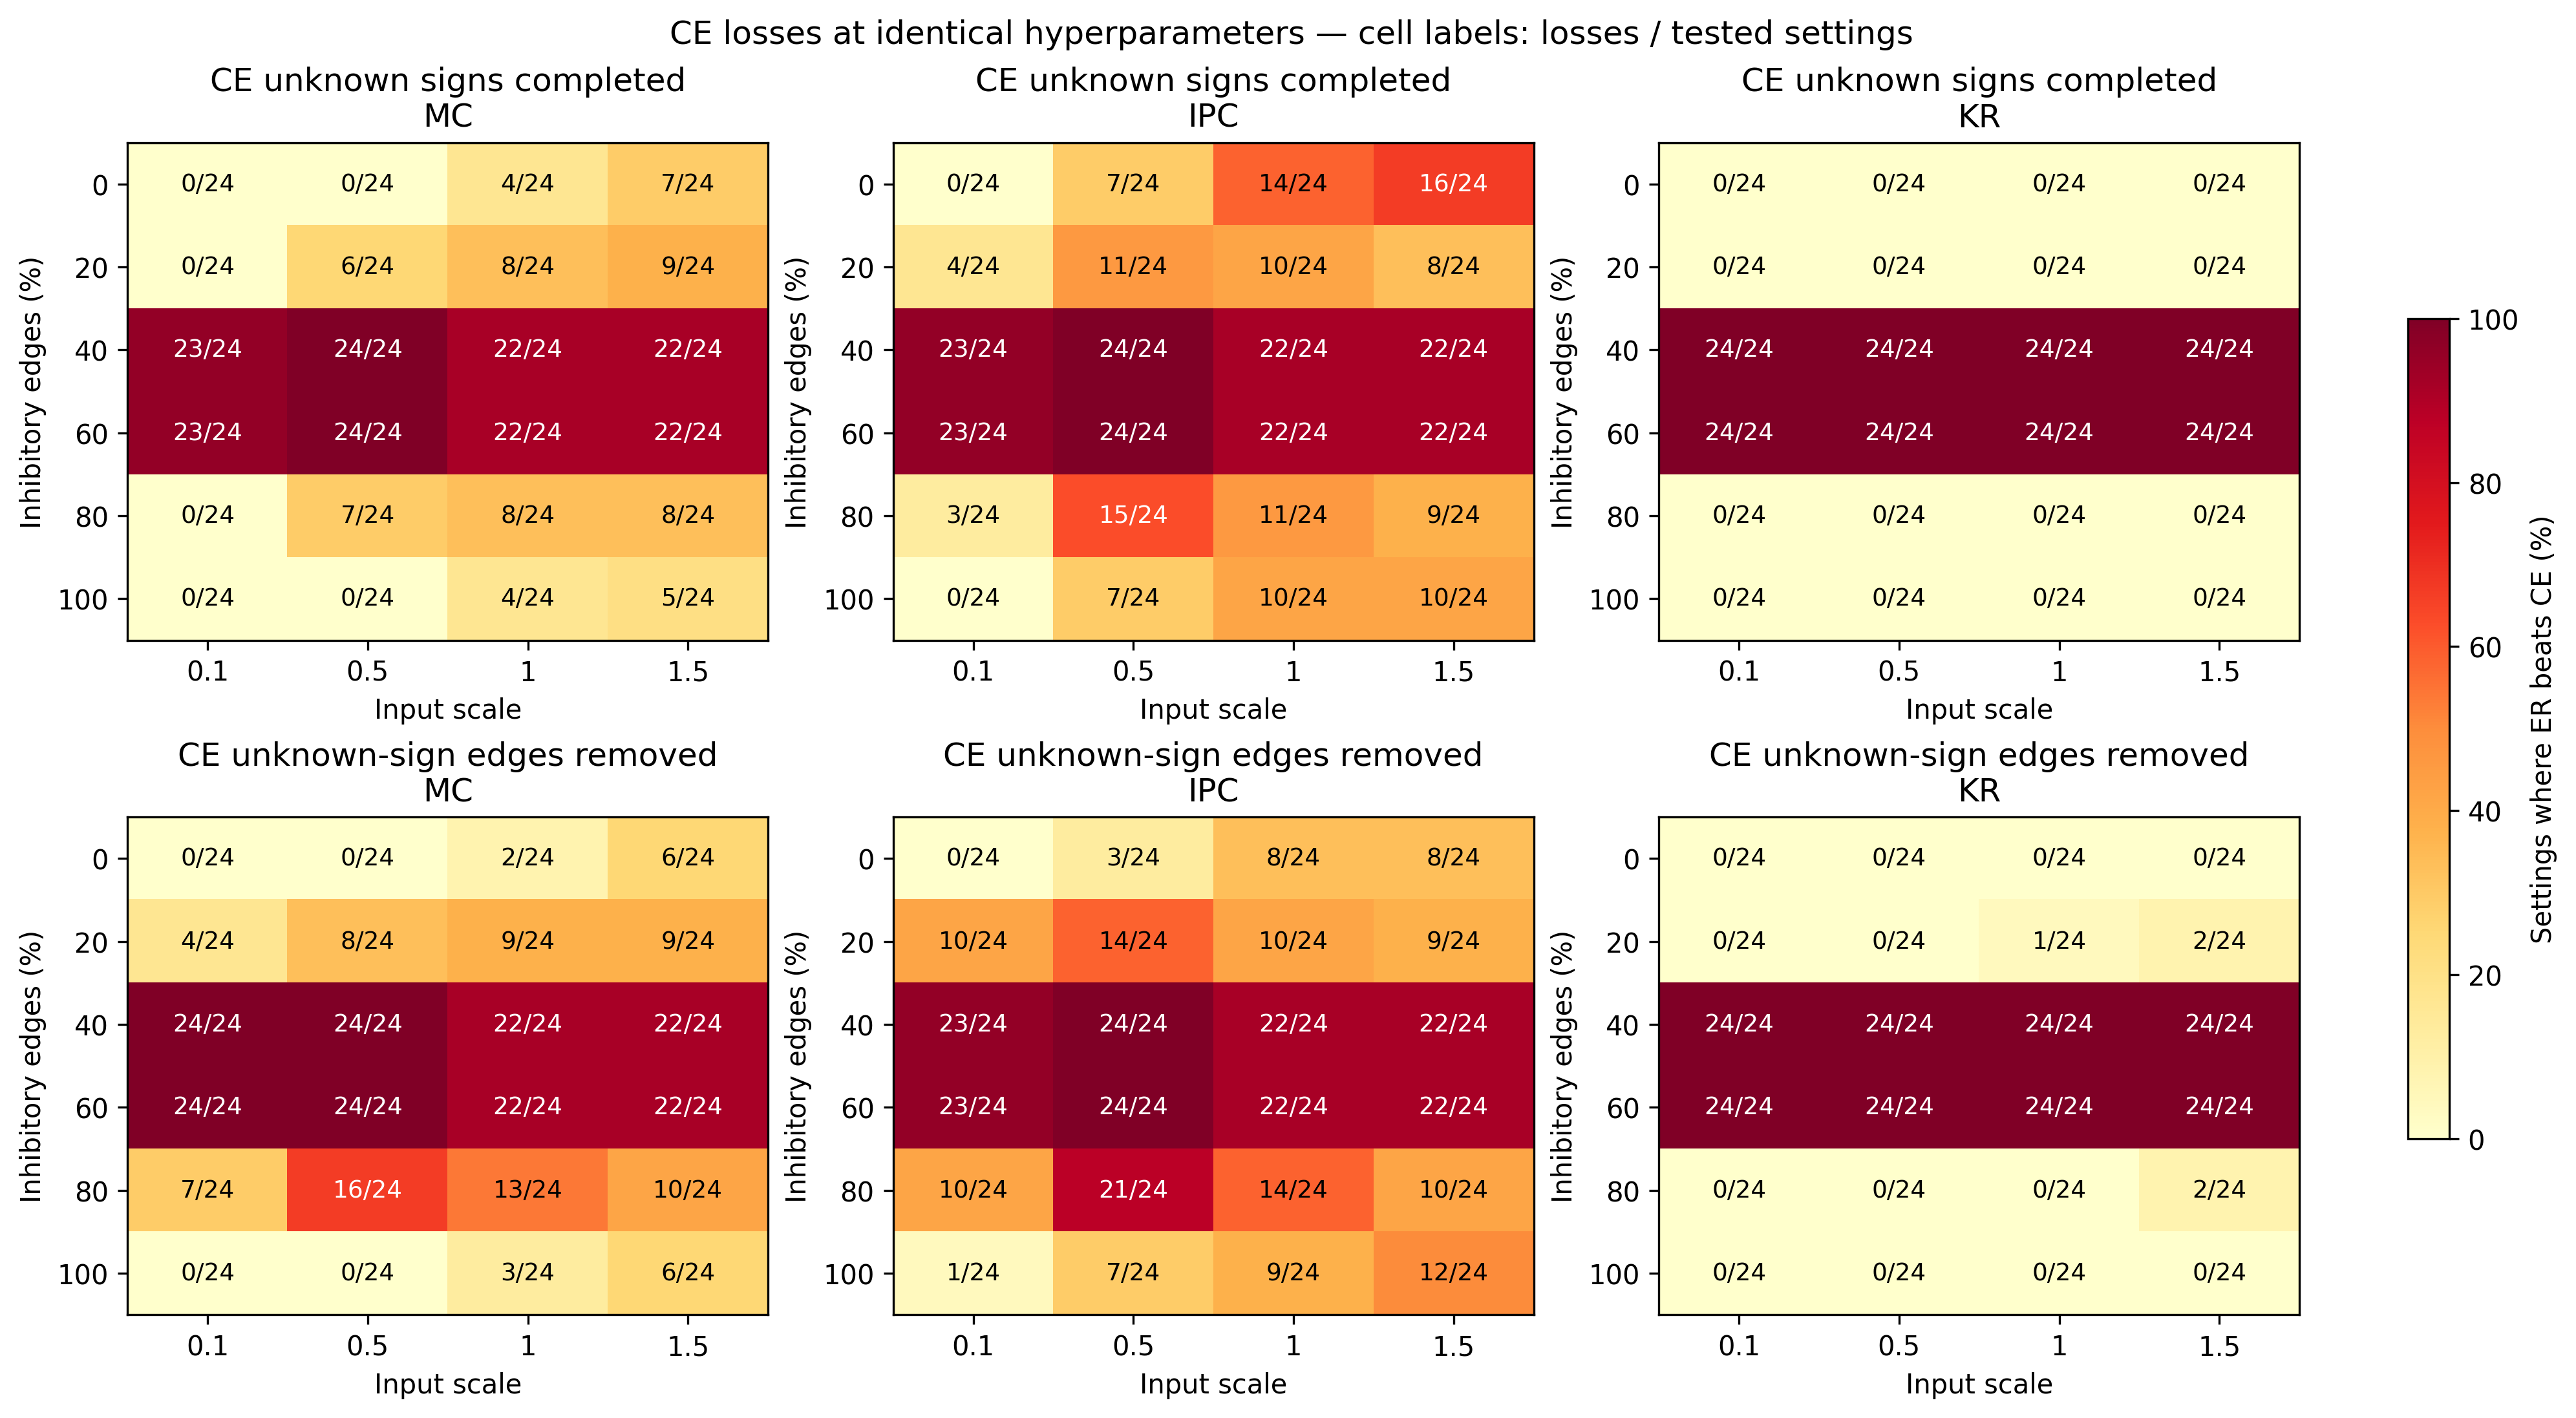 CE losses at identical hyperparameters — cell labels: losses / tested settings
CE unknown signs completed
MC
Inhibitory edges (%)
0 0/24 0/24 4/24 7/24
20 0/24 6/24 8/24 9/24
40 23/24 24/24 22/24 22/24
60 23/24 24/24 22/24 22/24
80 0/24 7/24 8/24 8/24
100 0/24 0/24 4/24 5/24
0.1 0.5 1 1.5
Input scale
CE unknown signs completed
IPC
Inhibitory edges (%)
0 0/24 7/24 14/24 16/24
20 4/24 11/24 10/24 8/24
40 23/24 24/24 22/24 22/24
60 23/24 24/24 22/24 22/24
80 3/24 15/24 11/24 9/24
100 0/24 7/24 10/24 10/24
0.1 0.5 1 1.5
Input scale
CE unknown signs completed
KR
Inhibitory edges (%)
0 0/24 0/24 0/24 0/24
20 0/24 0/24 0/24 0/24
40 24/24 24/24 24/24 24/24
60 24/24 24/24 24/24 24/24
80 0/24 0/24 0/24 0/24
100 0/24 0/24 0/24 0/24
0.1 0.5 1 1.5
Input scale
CE unknown-sign edges removed
MC
Inhibitory edges (%)
0 0/24 0/24 2/24 6/24
20 4/24 8/24 9/24 9/24
40 24/24 24/24 22/24 22/24
60 24/24 24/24 22/24 22/24
80 7/24 16/24 13/24 10/24
100 0/24 0/24 3/24 6/24
0.1 0.5 1 1.5
Input scale
CE unknown-sign edges removed
IPC
Inhibitory edges (%)
0 0/24 3/24 8/24 8/24
20 10/24 14/24 10/24 9/24
40 23/24 24/24 22/24 22/24
60 23/24 24/24 22/24 22/24
80 10/24 21/24 14/24 10/24
100 1/24 7/24 9/24 12/24
0.1 0.5 1 1.5
Input scale
CE unknown-sign edges removed
KR
Inhibitory edges (%)
0 0/24 0/24 0/24 0/24
20 0/24 0/24 1/24 2/24
40 24/24 24/24 24/24 24/24
60 24/24 24/24 24/24 24/24
80 0/24 0/24 0/24 2/24
100 0/24 0/24 0/24 0/24
0.1 0.5 1 1.5
Input scale
100
80
60
40
20
0
Settings where ER beats CE (%)